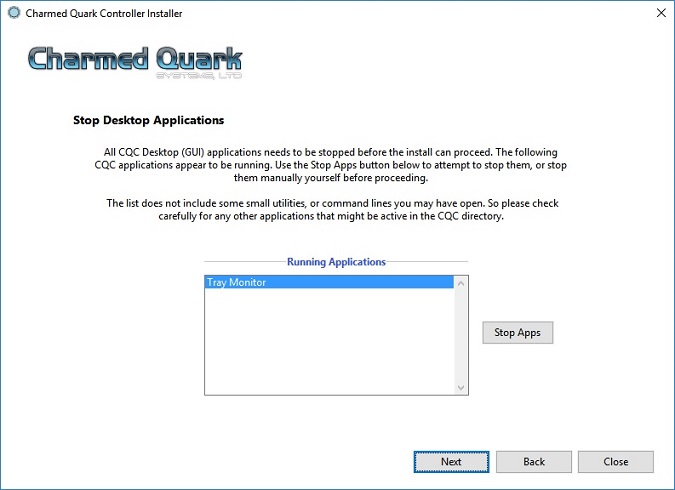 Charmed Quark Controller Installer
Charmed Quark
SYSTEMS, LTD
Stop Desktop Applications
All CQC Desktop (GUI) applications needs to be stopped before the install can proceed. The following
CQC applications appear to be running. Use the Stop Apps button below to attempt to stop them, or stop
them manually yourself before proceeding.
The list does not include some small utilities, or command lines you may have open. So please check
carefully for any other applications that might be active in the CQC directory.
Running Applications
Tray Monitor
Stop Apps
Next
Back
Close